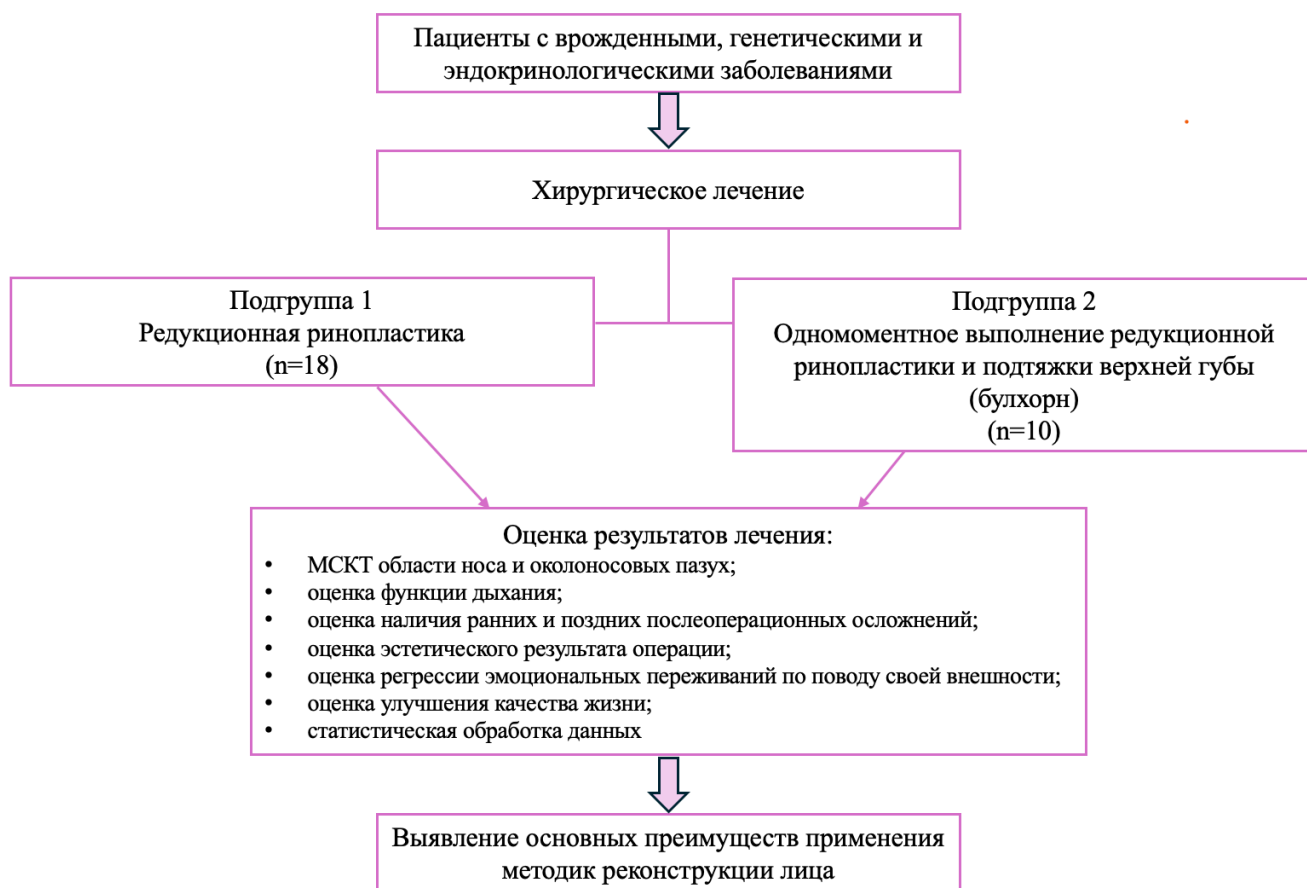 Пациенты с врожденными, генетическими и
эндокринологическими заболеваниями
Хирургическое лечение
Подгруппа 1
Редукционная ринопластика
(n=18)
Подгруппа 2
Одномоментное выполнение редукционной
ринопластики и подтяжки верхней губы
(булхорн)
(n=10)
Оценка результатов лечения:
• МСКТ области носа и околоносовых пазух;
• оценка функции дыхания;
• оценка наличия ранних и поздних послеоперационных осложнений;
• оценка эстетического результата операции;
• оценка регрессии эмоциональных переживаний по поводу своей внешности;
• оценка улучшения качества жизни;
• статистическая обработка данных
Выявление основных преимуществ применения
методик реконструкции лица